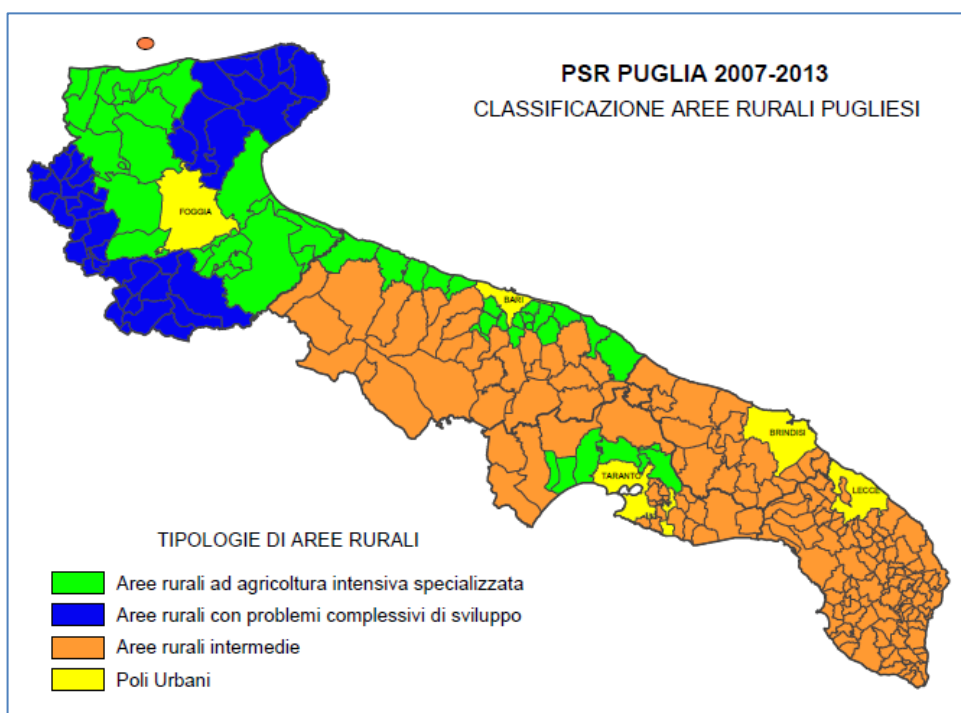 PSR PUGLIA 2007-2013
CLASSIFICAZIONE AREE RURALI PUGLIESI
FOGGIA
BARI
BRINDISI
TARANTO
LECCE
TIPOLOGIE DI AREE RURALI
Aree rurali ad agricoltura intensiva specializzata
Aree rurali con problemi complessivi di sviluppo
Aree rurali intermedie
Poli Urbani